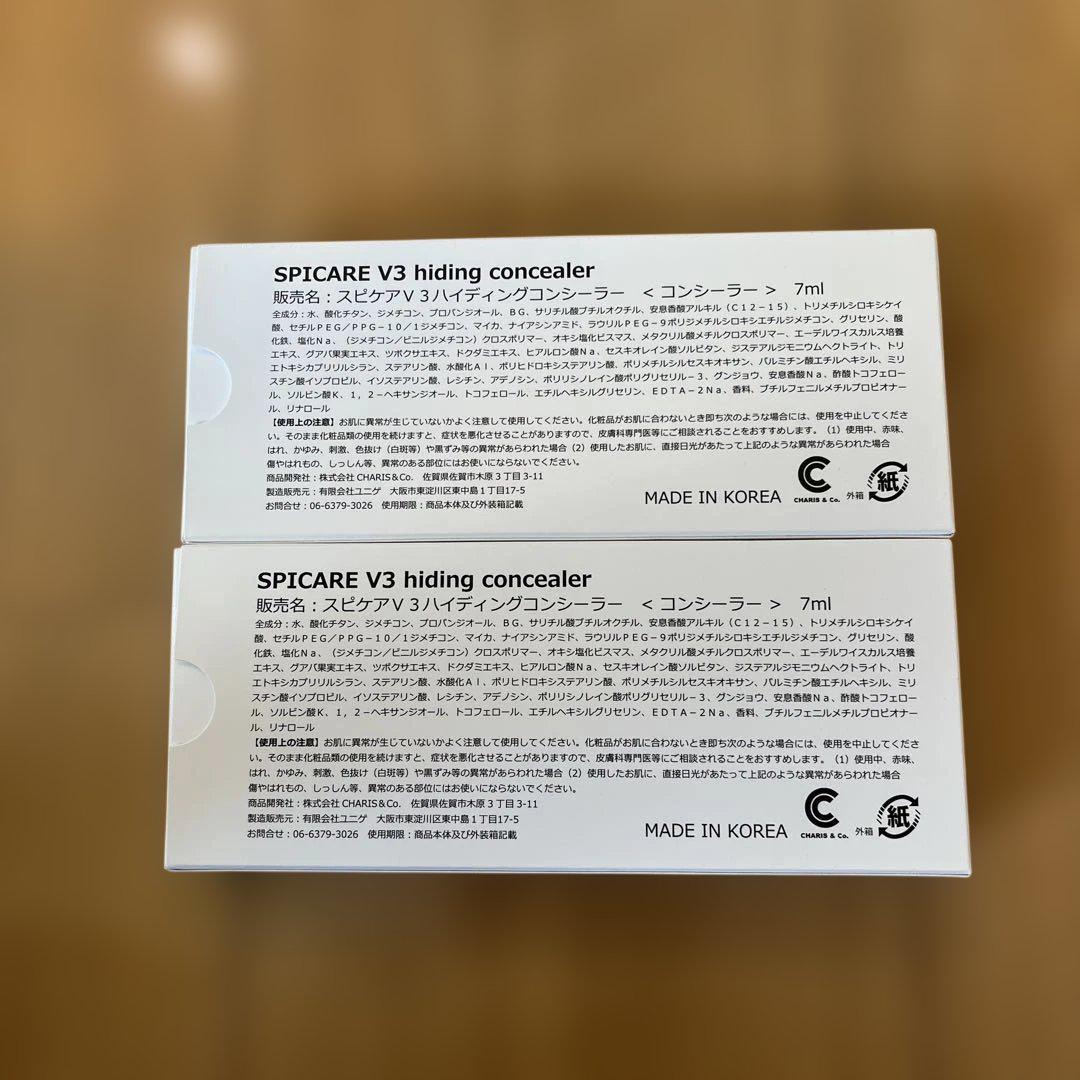 SPICARE V3 hiding concealer
販売名：スピケアＶ３ハイディングコンシーラー　＜コンシーラー＞　7ml
全成分：水、酸化チタン、ジメチコン、プロパンジオール、ＢＧ、サリチル酸ブチルオクチル、安息香酸アルキル（Ｃ１２－１５）、トリメチルシロキシケイ
酸、セチルＰＥＧ／ＰＰＧ－１０／１ジメチコン、マイカ、ナイアシンアミド、ラウリルＰＥＧ－９ポリジメチルシロキシエチルジメチコン、グリセリン、酸
化鉄、塩化Ｎａ、（ジメチコン／ビニルジメチコン）クロスポリマー、オキシ塩化ビスマス、メタクリル酸メチルクロスポリマー、エーデルワイスカルス培養
エキス、グアバ果実エキス、ツボクサエキス、ドクダミエキス、ヒアルロン酸Ｎａ、セスキオレイン酸ソルビタン、ジステアルジモニウムヘクトライト、トリ
エトキシカプリリルシラン、ステアリン酸、水酸化Ａｌ、ポリヒドロキシステアリン酸、ポリメチルシルセスキオキサン、パルミチン酸エチルヘキシル、ミリ
スチン酸イソプロピル、イソステアリン酸、レシチン、アデノシン、ポリリシノレイン酸ポリグリセリル－３、グンジョウ、安息香酸Ｎａ、酢酸トコフェロー
ル、ソルビン酸Ｋ、１，２－ヘキサンジオール、トコフェロール、エチルヘキシルグリセリン、ＥＤＴＡ－２Ｎａ、香料、ブチルフェニルメチルプロピオナー
ル、リナロール
【使用上の注意】お肌に異常が生じていないかよく注意して使用してください。化粧品がお肌に合わないとき即ち次のような場合には、使用を中止してくださ
い。そのまま化粧品類の使用を続けますと、症状を悪化させることがありますので、皮膚科専門医等にご相談されることをおすすめします。（1）使用中、赤味、
はれ、かゆみ、刺激、色抜け（白斑等）や黒ずみ等の異常があらわれた場合（2）使用したお肌に、直接日光があたって上記のような異常があらわれた場合
傷やはれもの、しっしん等、異常のある部位にはお使いにならないでください。
商品開発社：株式会社 CHARIS＆Co.　佐賀県佐賀市木原３丁目 3-11
製造販売元：有限会社ユニゲ　大阪市東淀川区東中島１丁目17-5
お問合せ：06-6379-3026　使用期限：商品本体及び外装箱記載
MADE IN KOREA
CHARIS & Co.
外箱
紙
SPICARE V3 hiding concealer
販売名：スピケアＶ３ハイディングコンシーラー　＜コンシーラー＞　7ml
全成分：水、酸化チタン、ジメチコン、プロパンジオール、ＢＧ、サリチル酸ブチルオクチル、安息香酸アルキル（Ｃ１２－１５）、トリメチルシロキシケイ
酸、セチルＰＥＧ／ＰＰＧ－１０／１ジメチコン、マイカ、ナイアシンアミド、ラウリルＰＥＧ－９ポリジメチルシロキシエチルジメチコン、グリセリン、酸
化鉄、塩化Ｎａ、（ジメチコン／ビニルジメチコン）クロスポリマー、オキシ塩化ビスマス、メタクリル酸メチルクロスポリマー、エーデルワイスカルス培養
エキス、グアバ果実エキス、ツボクサエキス、ドクダミエキス、ヒアルロン酸Ｎａ、セスキオレイン酸ソルビタン、ジステアルジモニウムヘクトライト、トリ
エトキシカプリリルシラン、ステアリン酸、水酸化Ａｌ、ポリヒドロキシステアリン酸、ポリメチルシルセスキオキサン、パルミチン酸エチルヘキシル、ミリ
スチン酸イソプロピル、イソステアリン酸、レシチン、アデノシン、ポリリシノレイン酸ポリグリセリル－３、グンジョウ、安息香酸Ｎａ、酢酸トコフェロー
ル、ソルビン酸Ｋ、１，２－ヘキサンジオール、トコフェロール、エチルヘキシルグリセリン、ＥＤＴＡ－２Ｎａ、香料、ブチルフェニルメチルプロピオナー
ル、リナロール
【使用上の注意】お肌に異常が生じていないかよく注意して使用してください。化粧品がお肌に合わないとき即ち次のような場合には、使用を中止してくださ
い。そのまま化粧品類の使用を続けますと、症状を悪化させることがありますので、皮膚科専門医等にご相談されることをおすすめします。（1）使用中、赤味、
はれ、かゆみ、刺激、色抜け（白斑等）や黒ずみ等の異常があらわれた場合（2）使用したお肌に、直接日光があたって上記のような異常があらわれた場合
傷やはれもの、しっしん等、異常のある部位にはお使いにならないでください。
商品開発社：株式会社 CHARIS＆Co.　佐賀県佐賀市木原３丁目 3-11
製造販売元：有限会社ユニゲ　大阪市東淀川区東中島１丁目17-5
お問合せ：06-6379-3026　使用期限：商品本体及び外装箱記載
MADE IN KOREA
CHARIS & Co.
外箱
紙